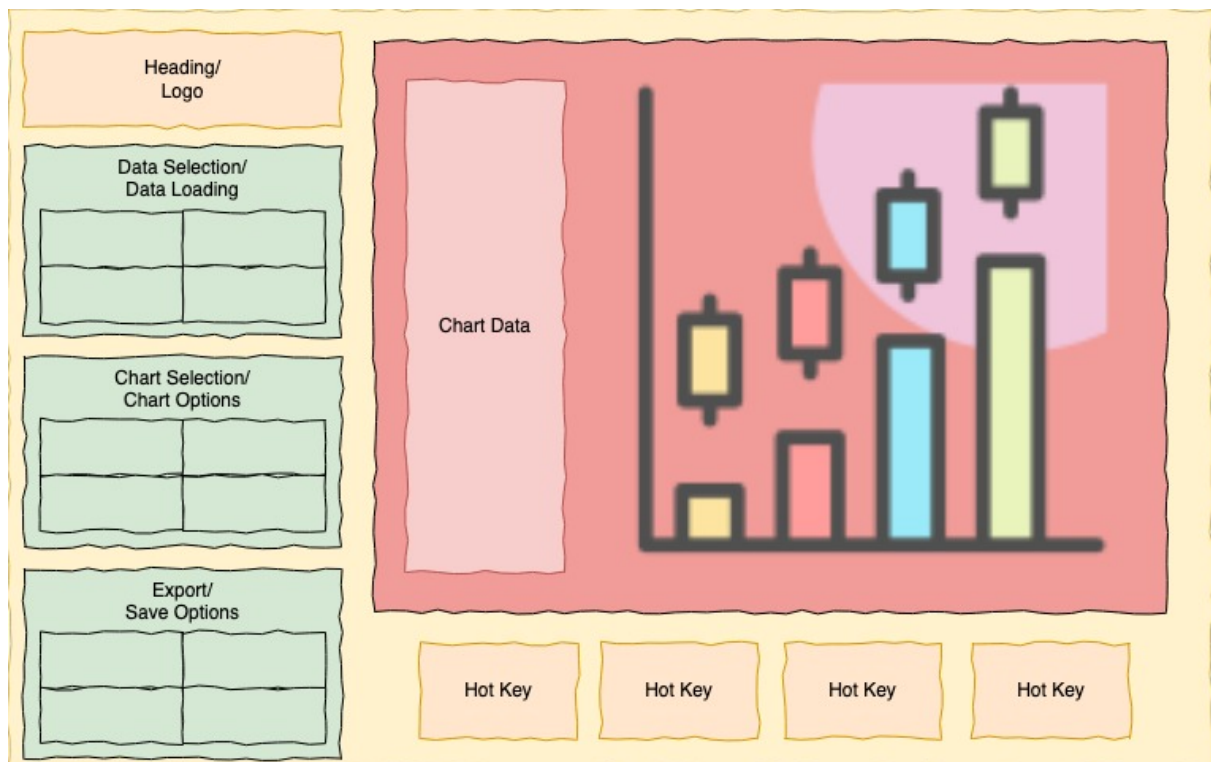 Heading/
Logo
Data Selection/
Data Loading
Chart Selection/
Chart Options
Export/
Save Options
Chart Data
Hot Key
Hot Key
Hot Key
Hot Key